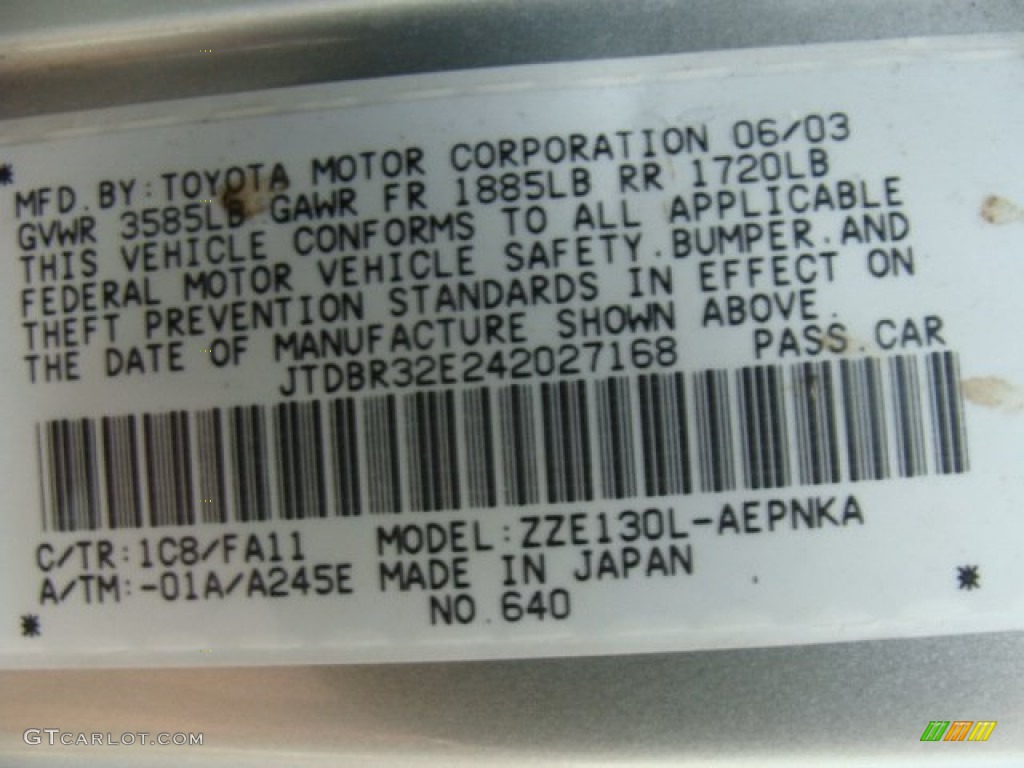 MFD.BY:TOYOTA MOTOR CORPORATION 06/03
GVWR 3585LB GAWR FR 1885LB RR 1720LB
THIS VEHICLE CONFORMS TO ALL APPLICABLE
FEDERAL MOTOR VEHICLE SAFETY.BUMPER.AND
THEFT PREVENTION STANDARDS IN EFFECT ON
THE DATE OF MANUFACTURE SHOWN ABOVE.
JTDBR32E242027168 PASS.CAR
C/TR:1C8/FA11 MODEL:ZZE130L-AEPNKA
A/TM:-01A/A245E MADE IN JAPAN
NO.640
GTCARLOT.COM